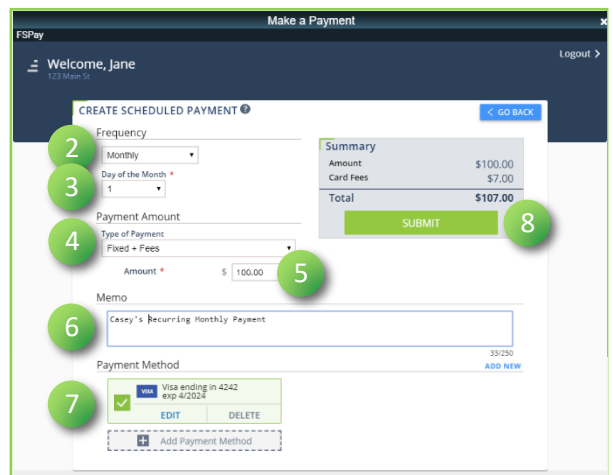 Make a Payment x
FSPay
Logout >
Welcome, Jane
123 Main St
CREATE SCHEDULED PAYMENT ?
< GO BACK
Frequency
2
Monthly
Day of the Month *
3
1
Summary
Amount $100.00
Card Fees $7.00
Total $107.00
SUBMIT
8
Payment Amount
4
Type of Payment
Fixed + Fees
Amount * $ 100.00
5
Memo
6
Casey's Recurring Monthly Payment
33/250
Payment Method
ADD NEW
7
VISA Visa ending in 4242
exp 4/2024
EDIT DELETE
+ Add Payment Method